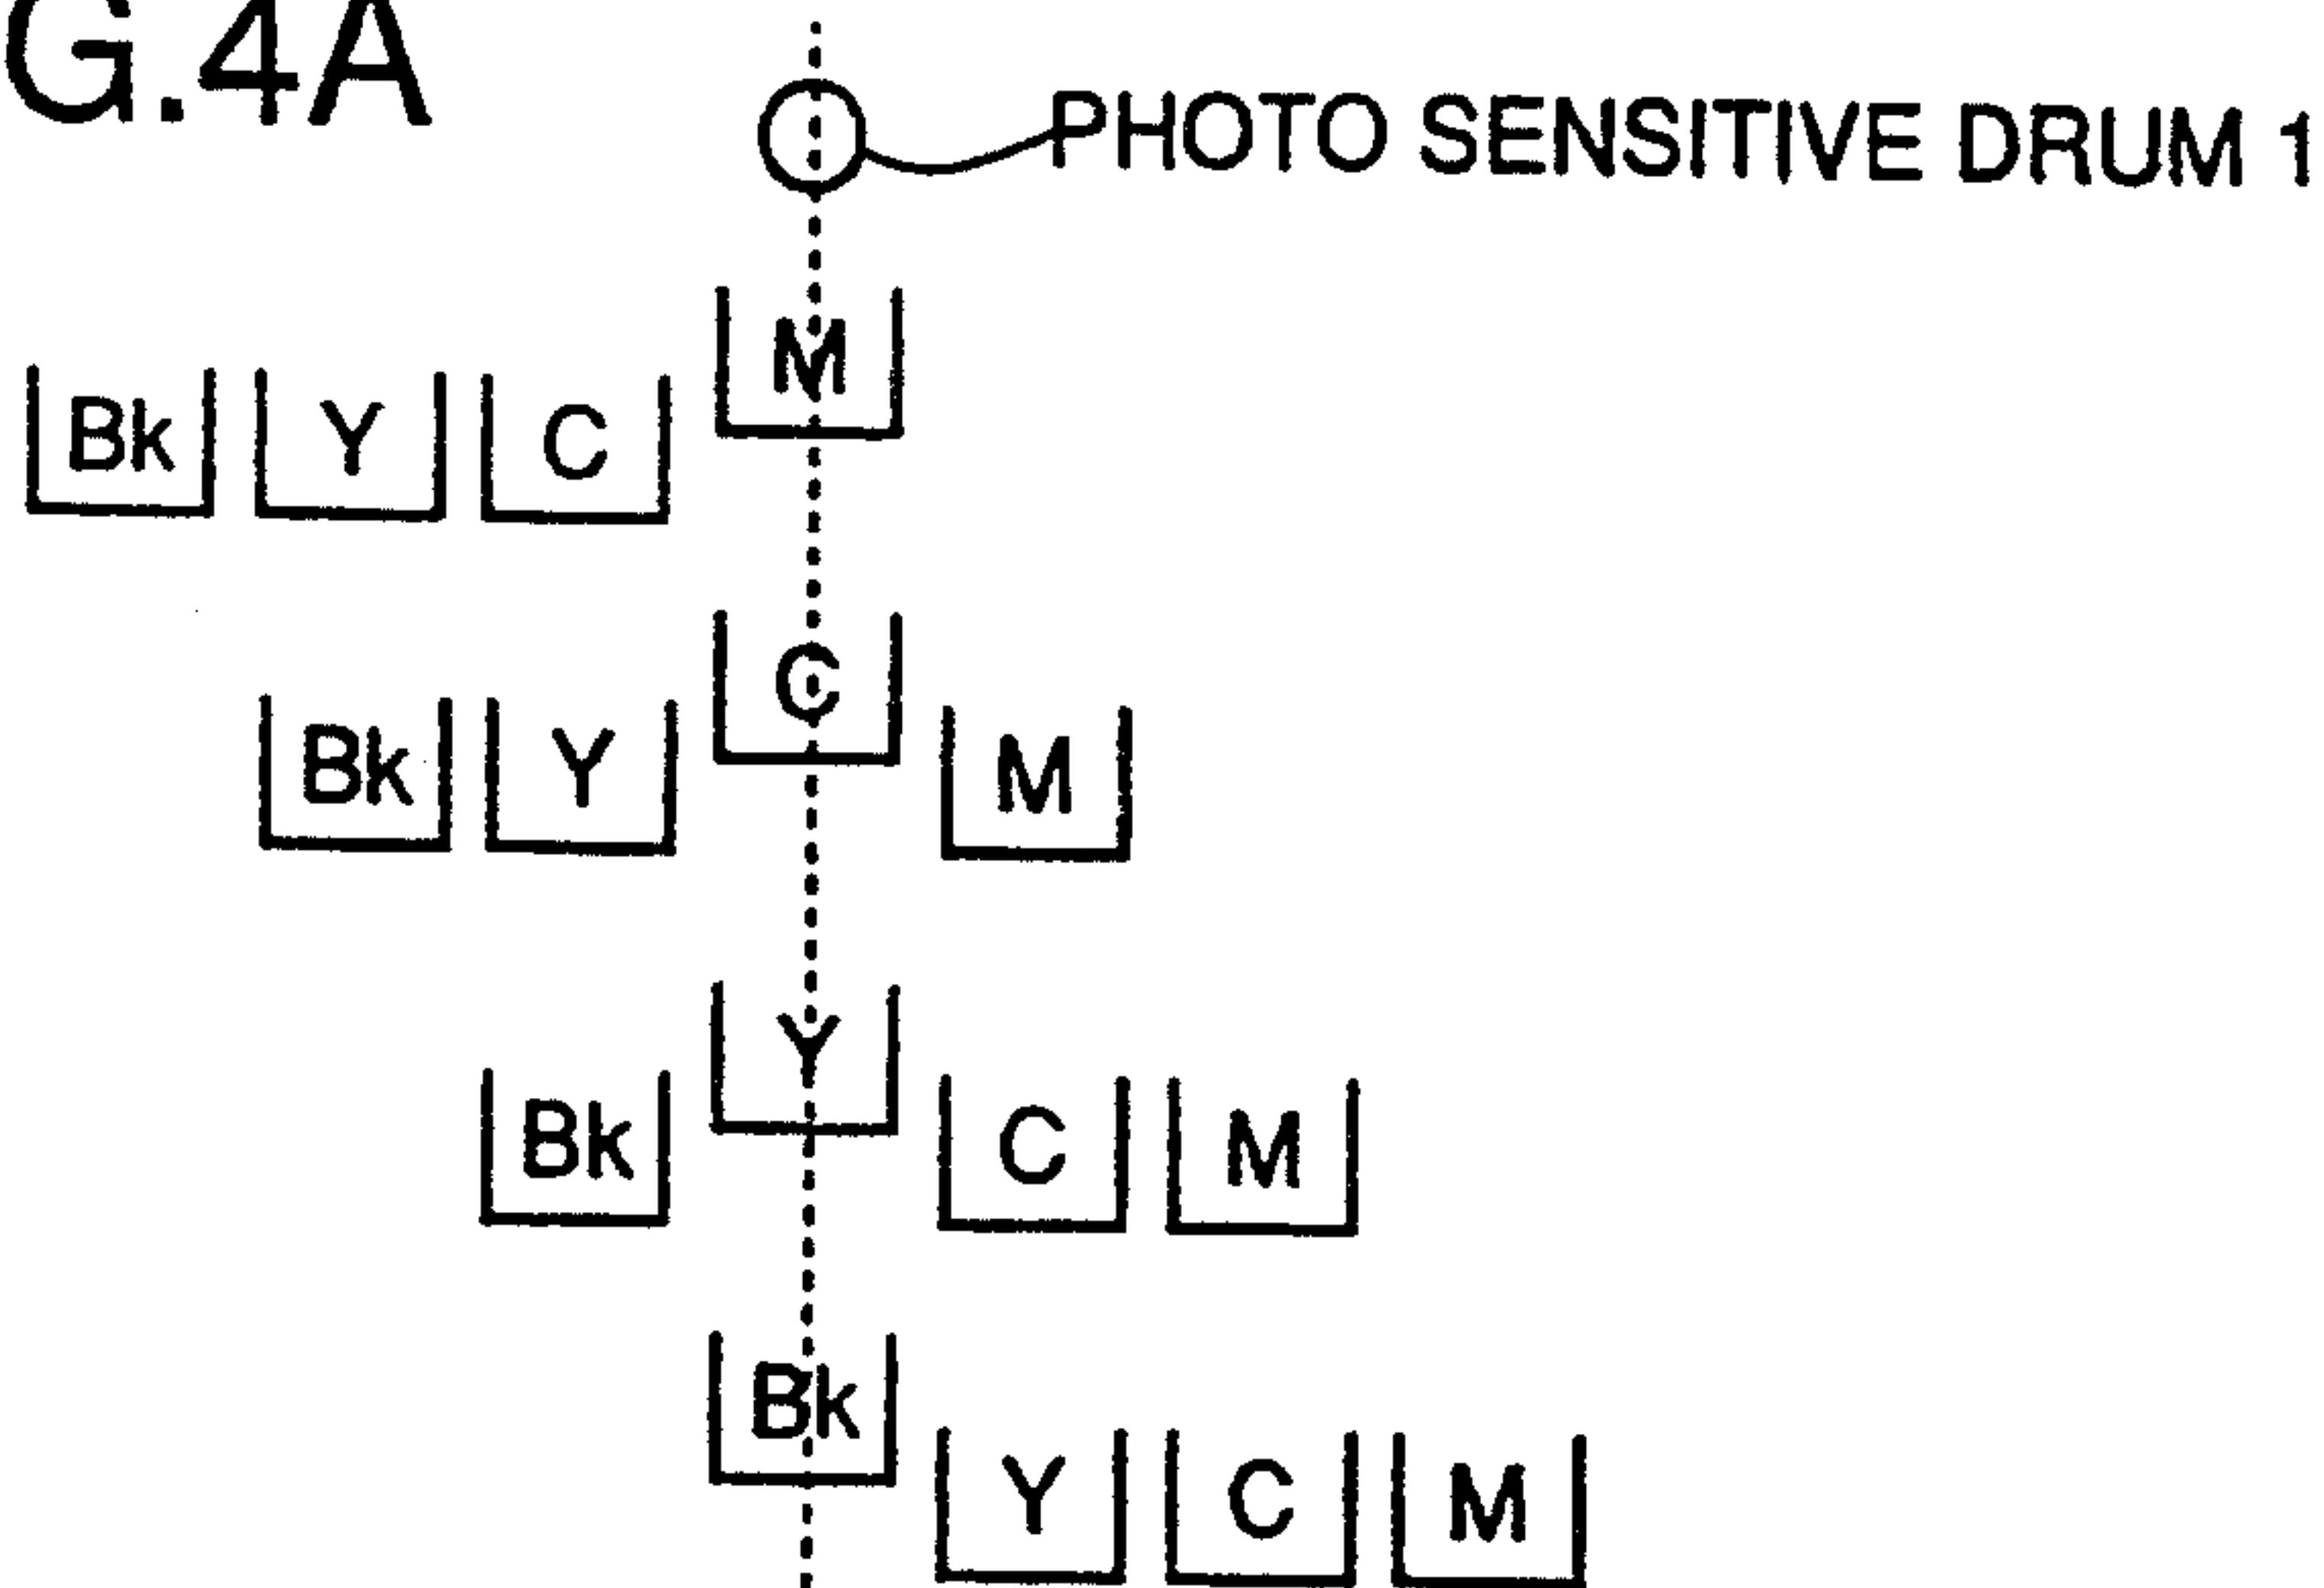 G.4A
PHOTO SENSITIVE DRUM 1
M
Bk Y C
C
Bk Y M
Y
Bk C M
Bk
Y C M